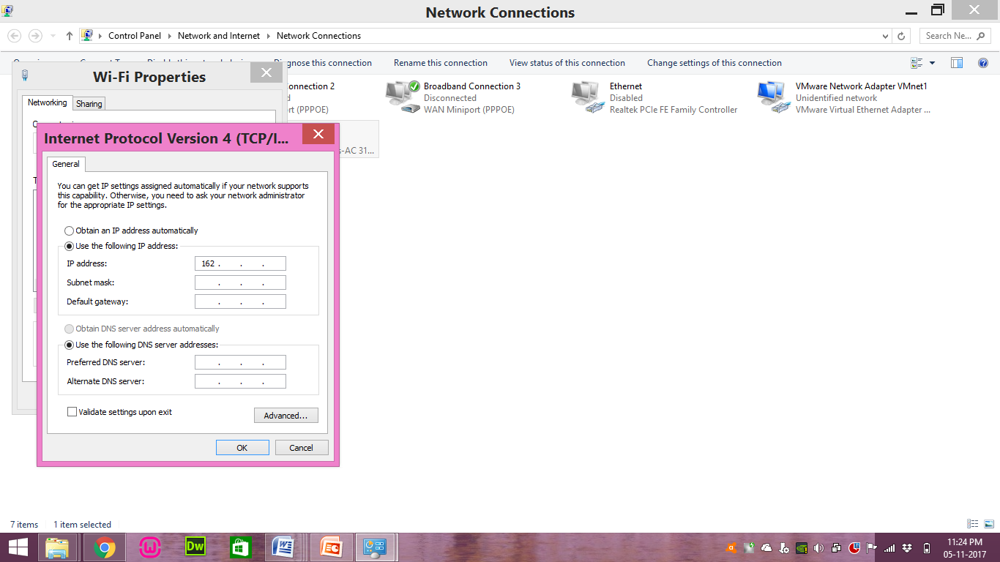 Network Connections
Control Panel Network and Internet Network Connections
Search Ne...
Diagnose this connection Rename this connection View status of this connection Change settings of this connection
Wi-Fi Properties
Networking Sharing
onnection 2
rt (PPPOE)
Broadband Connection 3
Disconnected
WAN Miniport (PPPOE)
Ethernet
Disabled
Realtek PCIe FE Family Controller
VMware Network Adapter VMnet1
Unidentified network
VMware Virtual Ethernet Adapter ...
s-AC 31...
Internet Protocol Version 4 (TCP/I...
General
You can get IP settings assigned automatically if your network supports
this capability. Otherwise, you need to ask your network administrator
for the appropriate IP settings.
Obtain an IP address automatically
Use the following IP address:
IP address: 162 . . .
Subnet mask: . . .
Default gateway: . . .
Obtain DNS server address automatically
Use the following DNS server addresses:
Preferred DNS server: . . .
Alternate DNS server: . . .
Validate settings upon exit
Advanced...
OK Cancel
7 items 1 item selected
Dw
11:24 PM
05-11-2017